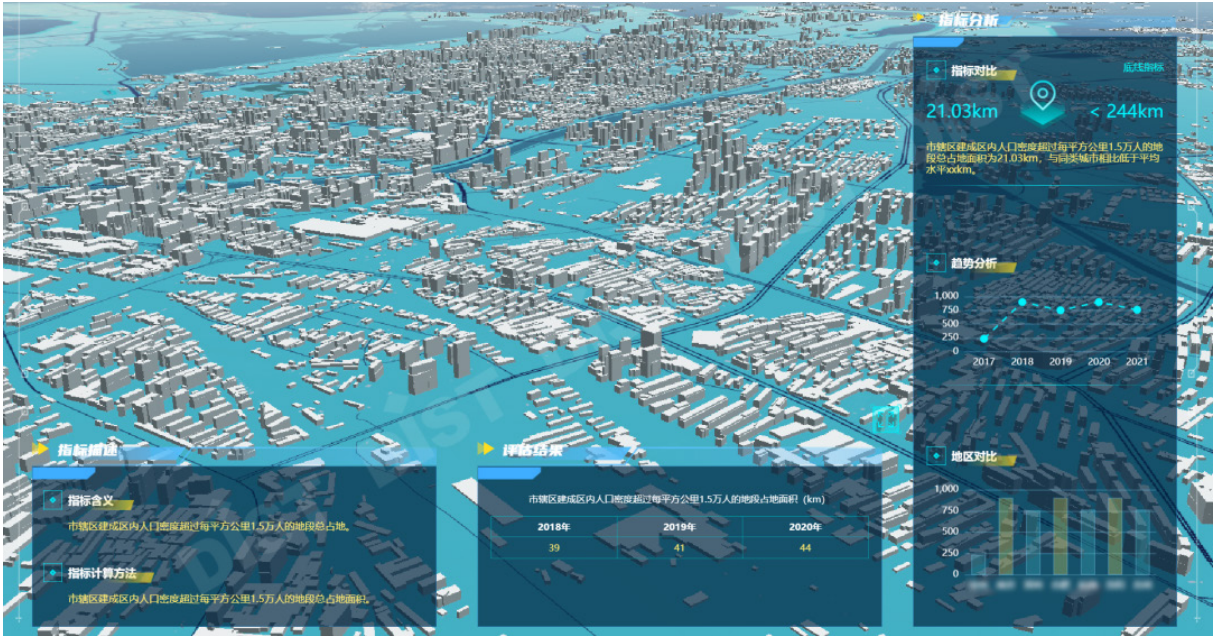 指标分析
指标对比
底线指标
21.03km
< 244km
市辖区建成区内人口密度超过每平方公里1.5万人的地
段总占地面积为21.03km，与同类城市相比低于平均
水平xxkm。
趋势分析
1,000
750
500
250
0
2017 2018 2019 2020 2021
地区对比
1,000
750
500
250
0
指标描述
指标含义
市辖区建成区内人口密度超过每平方公里1.5万人的地段总占地。
指标计算方法
市辖区建成区内人口密度超过每平方公里1.5万人的地段总占地面积。
评估结果
市辖区建成区内人口密度超过每平方公里1.5万人的地段占地面积（km）
2018年 2019年 2020年
39 41 44